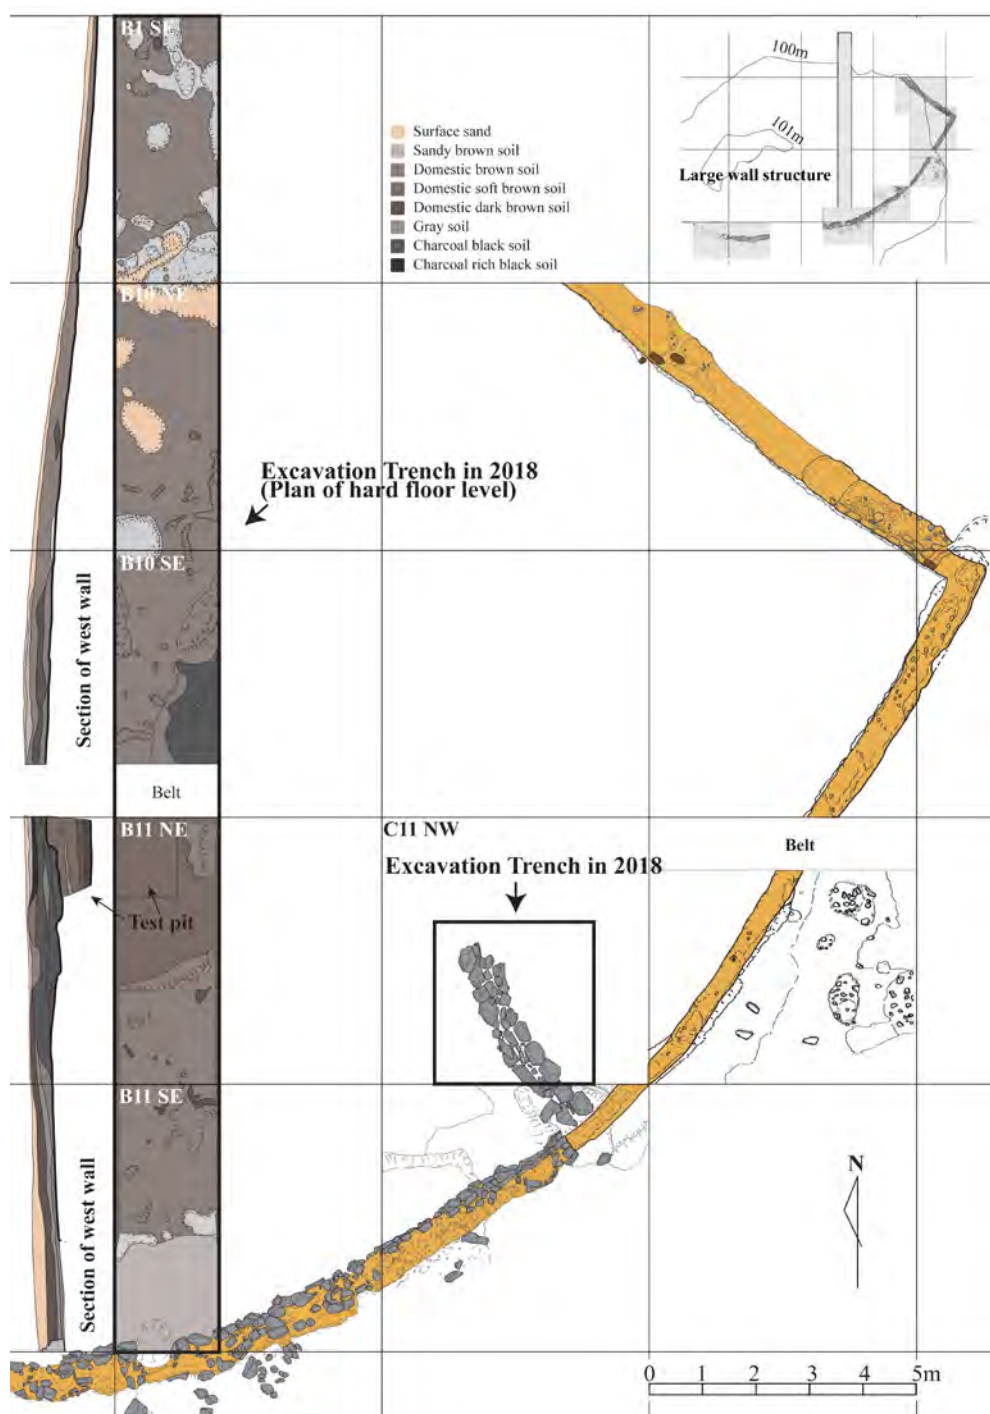 B1 SE
100m
101m
Large wall structure
Surface sand
Sandy brown soil
Domestic brown soil
Domestic soft brown soil
Domestic dark brown soil
Gray soil
Charcoal black soil
Charcoal rich black soil
B10 NE
Excavation Trench in 2018
(Plan of hard floor level)
B10 SE
Section of west wall
Belt
B11 NE
C11 NW
Belt
Excavation Trench in 2018
Test pit
B11 SE
N
Section of west wall
0 1 2 3 4 5m